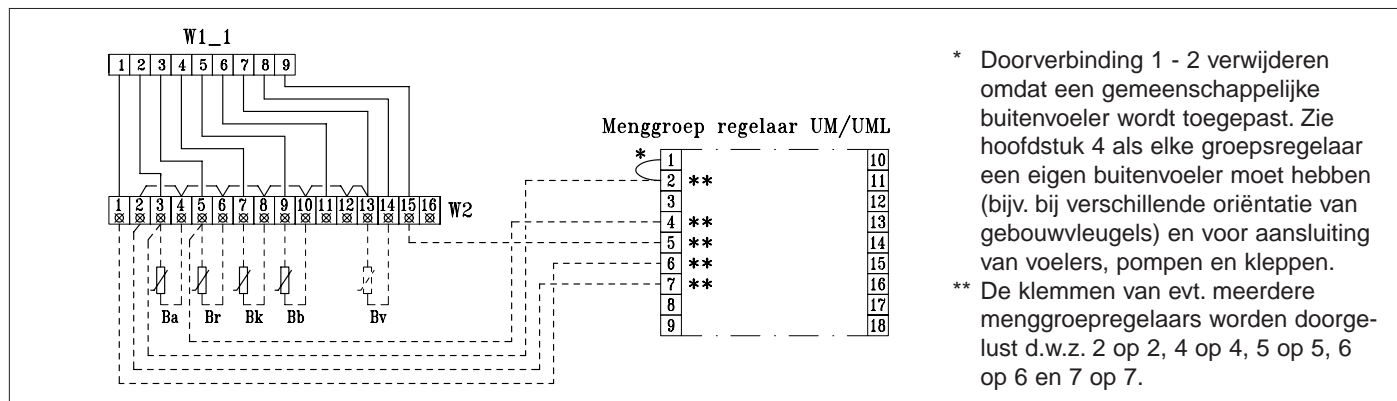 W1_1
1 2 3 4 5 6 7 8 9
1 2 3 4 5 6 7 8 9 10 11 12 13 14 15 16 W2
Ba Br Bk Bb Bv
Menggroep regelaar UM/UML
* 1 10
2 ** 11
3 12
4 ** 13
5 ** 14
6 ** 15
7 ** 16
8 17
9 18
* Doorverbinding 1 - 2 verwijderen
omdat een gemeenschappelijke
buitenvoeler wordt toegepast. Zie
hoofdstuk 4 als elke groepsregelaar
een eigen buitenvoeler moet hebben
(bijv. bij verschillende oriëntatie van
gebouwvleugels) en voor aansluiting
van voelers, pompen en kleppen.
** De klemmen van evt. meerdere
menggroepregelaars worden doorge-
lust d.w.z. 2 op 2, 4 op 4, 5 op 5, 6
op 6 en 7 op 7.